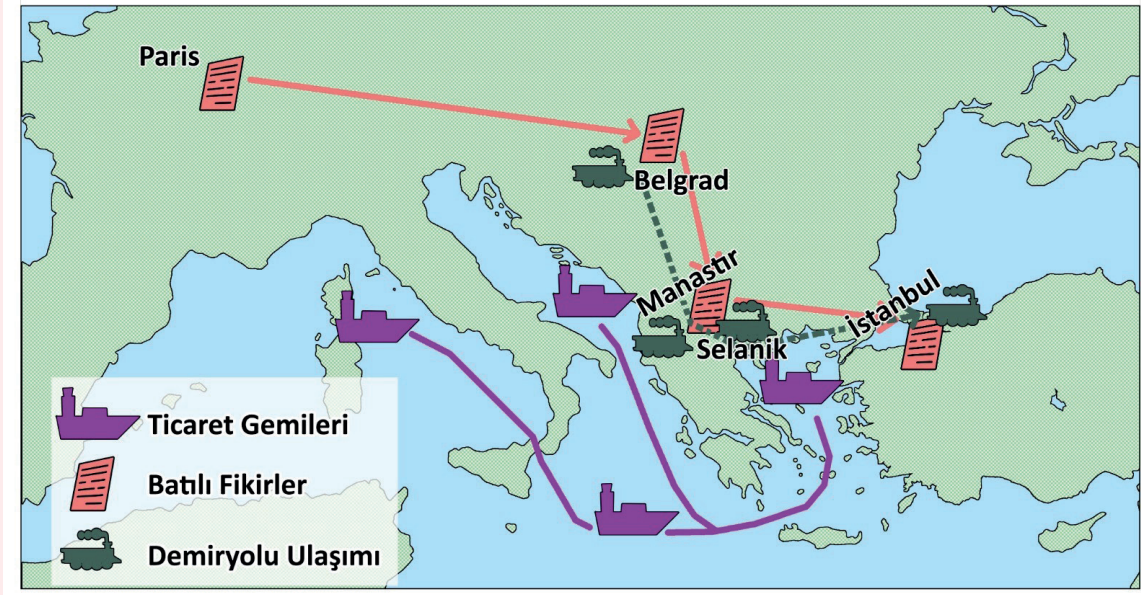 Paris
Belgrad
Manastır
İstanbul
Selanik
Ticaret Gemileri
Batılı Fikirler
Demiryolu Ulaşımı